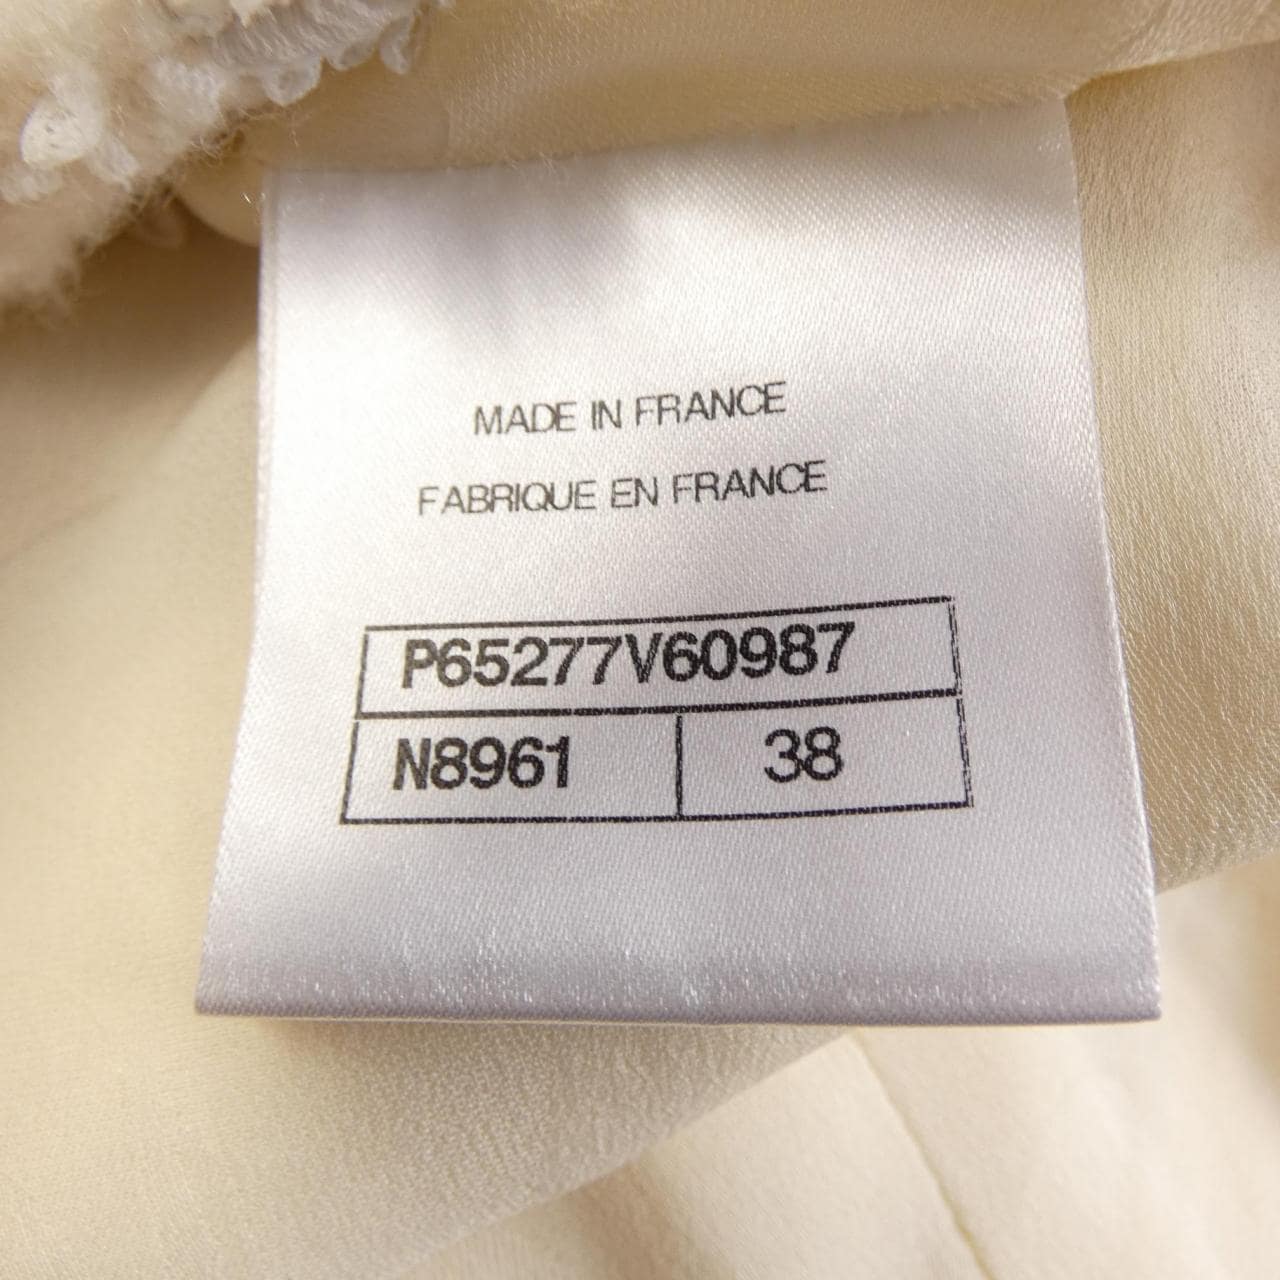 MADE IN FRANCE
FABRIQUE EN FRANCE
P65277V60987
N8961 38